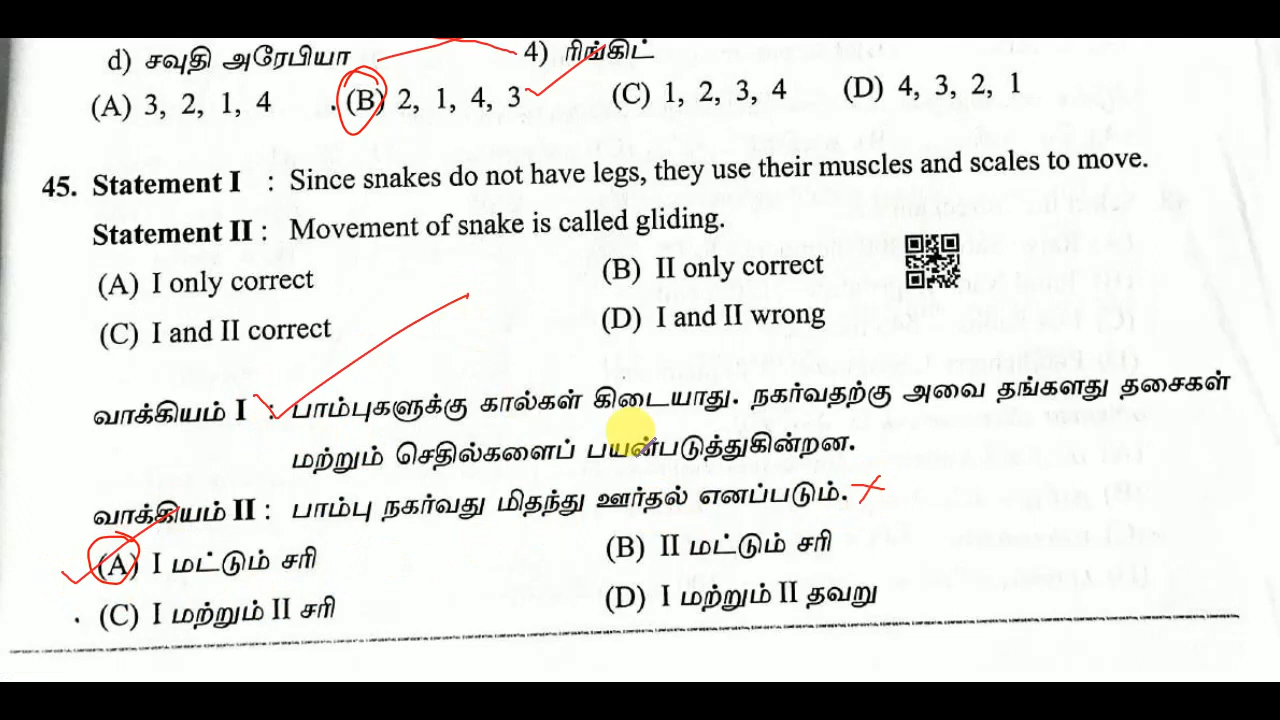 d) சவுதி அரேபியா 4) ரிங்கிட்
(A) 3, 2, 1, 4 (B) 2, 1, 4, 3 (C) 1, 2, 3, 4 (D) 4, 3, 2, 1
45. Statement I : Since snakes do not have legs, they use their muscles and scales to move.
Statement II : Movement of snake is called gliding.
(A) I only correct (B) II only correct
(C) I and II correct (D) I and II wrong
வாக்கியம் I : பாம்புகளுக்கு கால்கள் கிடையாது. நகர்வதற்கு அவை தங்களது தசைகள்
மற்றும் செதில்களைப் பயன்படுத்துகின்றன.
வாக்கியம் II : பாம்பு நகர்வது மிதந்து ஊர்தல் எனப்படும்.
(A) I மட்டும் சரி (B) II மட்டும் சரி
(C) I மற்றும் II சரி (D) I மற்றும் II தவறு